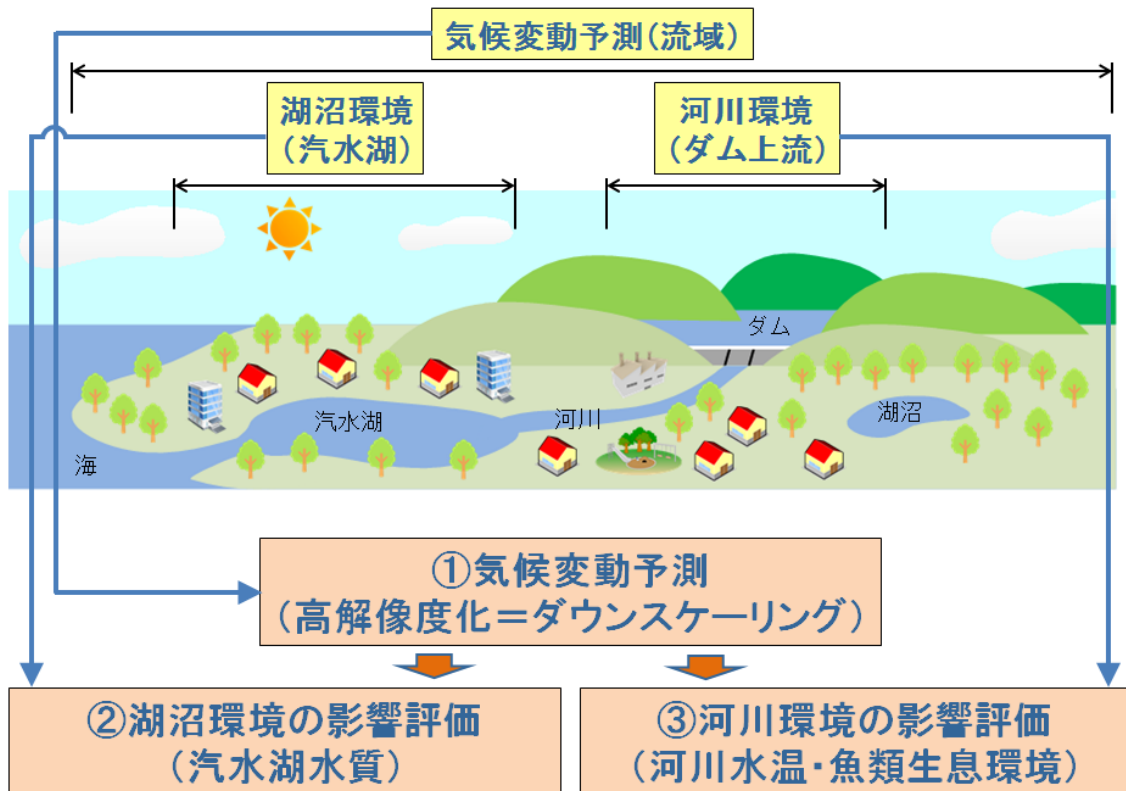 気候変動予測(流域)
湖沼環境
(汽水湖)
河川環境
(ダム上流)
ダム
汽水湖
河川
湖沼
海
①気候変動予測
(高解像度化=ダウンスケーリング)
②湖沼環境の影響評価
(汽水湖水質)
③河川環境の影響評価
(河川水温・魚類生息環境)